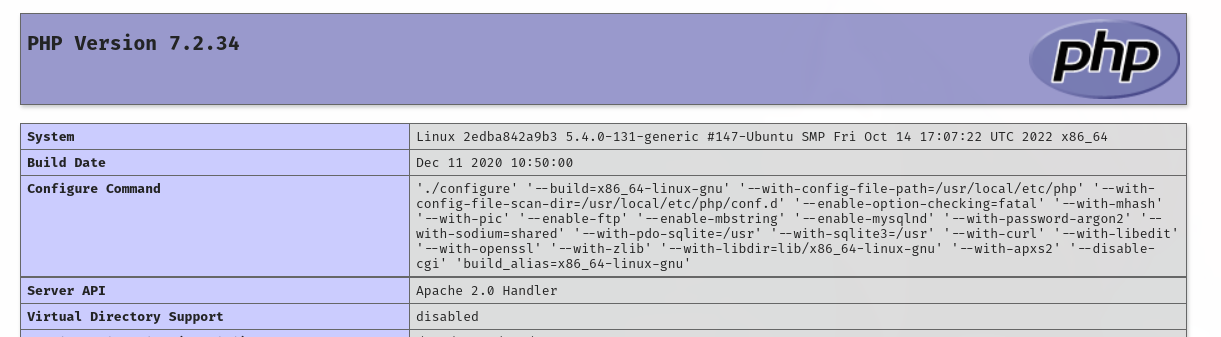 PHP Version 7.2.34
php
System Linux 2edba842a9b3 5.4.0-131-generic #147-Ubuntu SMP Fri Oct 14 17:07:22 UTC 2022 x86_64
Build Date Dec 11 2020 10:50:00
Configure Command './configure' '--build=x86_64-linux-gnu' '--with-config-file-path=/usr/local/etc/php' '--with-
config-file-scan-dir=/usr/local/etc/php/conf.d' '--enable-option-checking=fatal' '--with-mhash'
'--with-pic' '--enable-ftp' '--enable-mbstring' '--enable-mysqlnd' '--with-password-argon2' '--
with-sodium=shared' '--with-pdo-sqlite=/usr' '--with-sqlite3=/usr' '--with-curl' '--with-libedit'
'--with-openssl' '--with-zlib' '--with-libdir=lib/x86_64-linux-gnu' '--with-apxs2' '--disable-
cgi' 'build_alias=x86_64-linux-gnu'
Server API Apache 2.0 Handler
Virtual Directory Support disabled